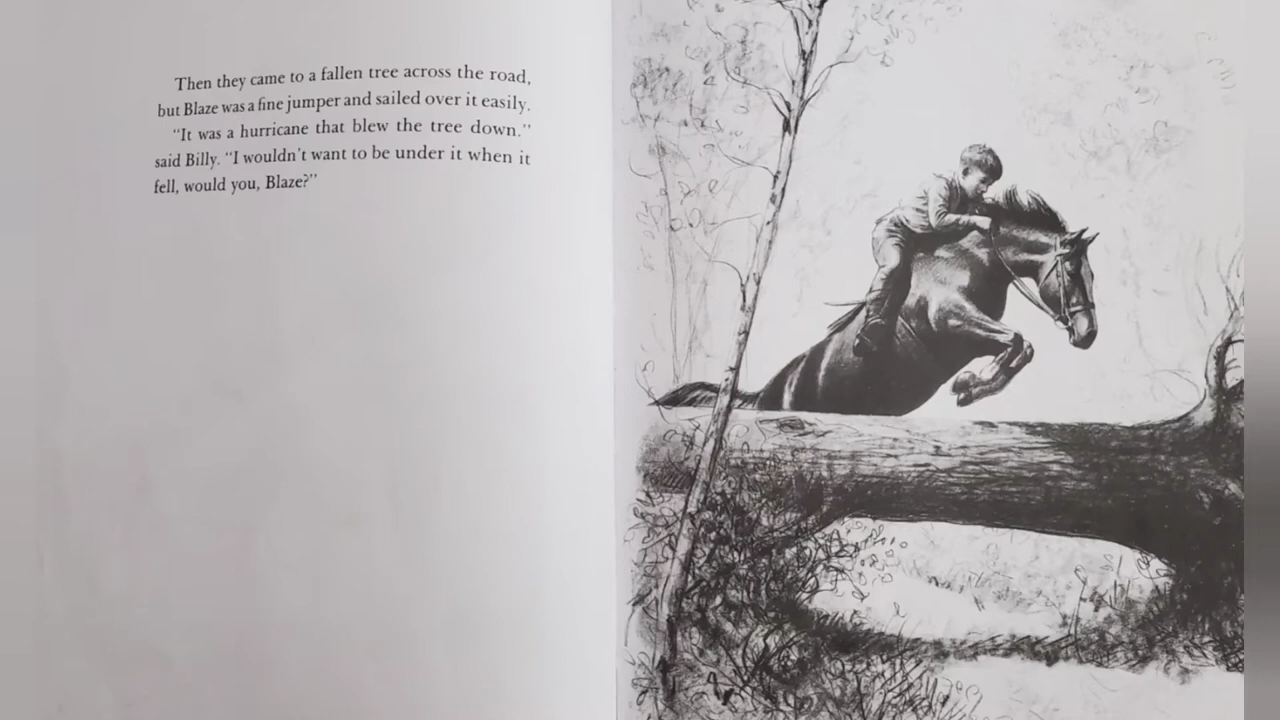 Then they came to a fallen tree across the road,
but Blaze was a fine jumper and sailed over it easily.
“It was a hurricane that blew the tree down.”
said Billy. “I wouldn’t want to be under it when it
fell, would you, Blaze?”